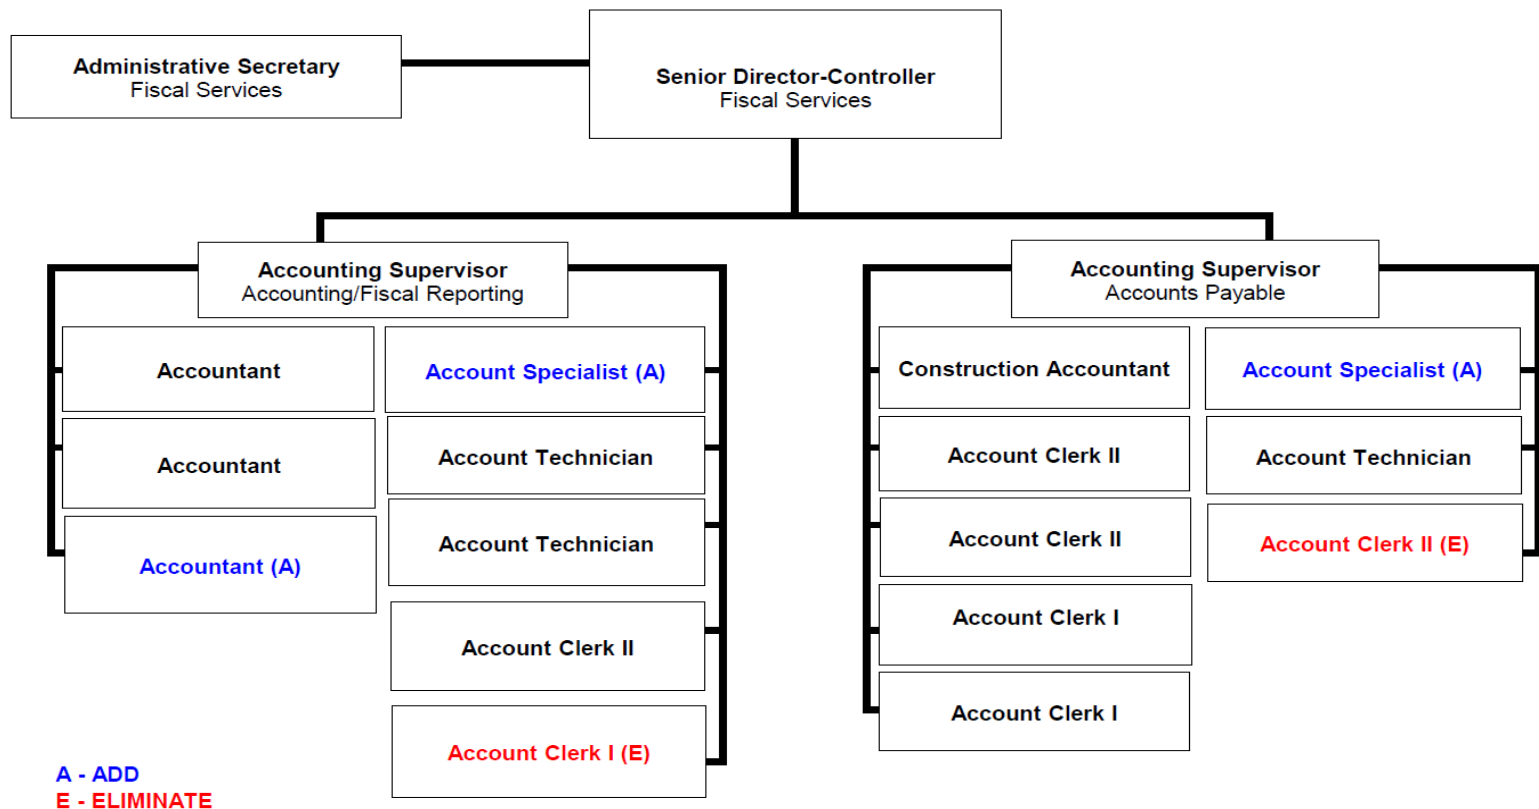 Administrative Secretary
Fiscal Services
Senior Director-Controller
Fiscal Services
Accounting Supervisor
Accounting/Fiscal Reporting
Accountant
Accountant
Accountant (A)
Account Specialist (A)
Account Technician
Account Technician
Account Clerk II
Account Clerk I (E)
Accounting Supervisor
Accounts Payable
Construction Accountant
Account Clerk II
Account Clerk II
Account Clerk I
Account Clerk I
Account Specialist (A)
Account Technician
Account Clerk II (E)
A - ADD
E - ELIMINATE